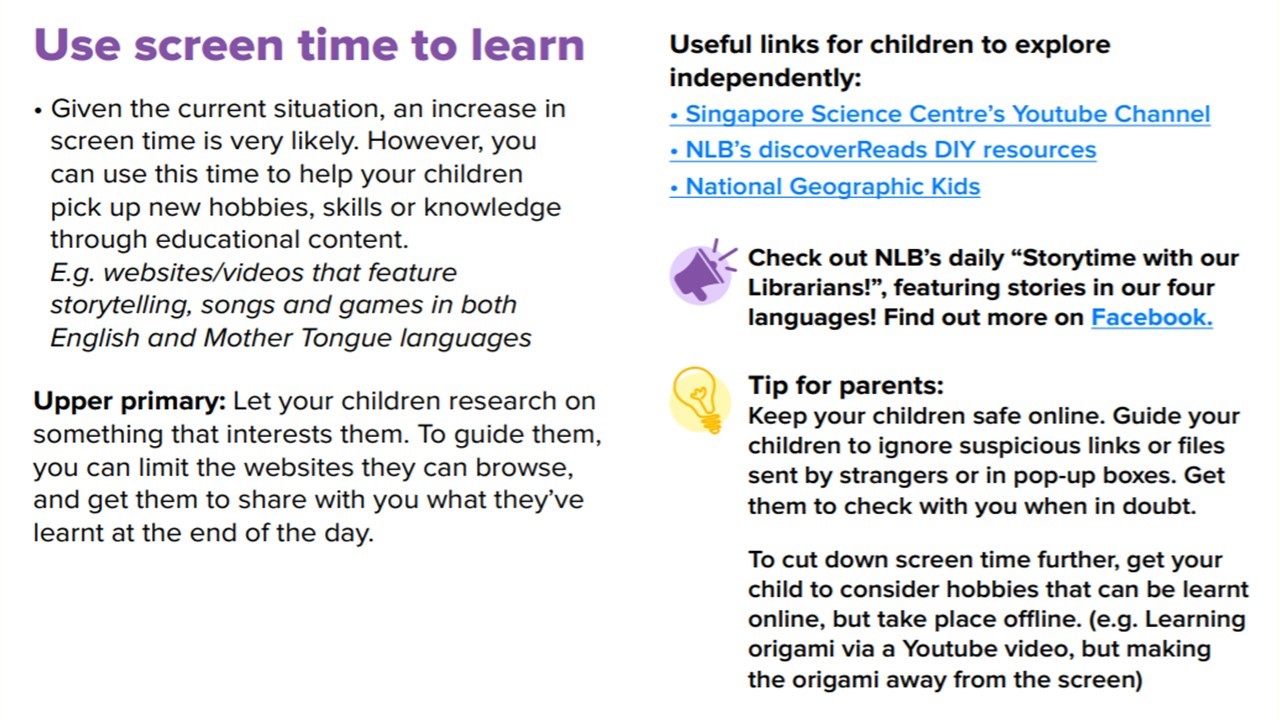 Use screen time to learn
• Given the current situation, an increase in
screen time is very likely. However, you
can use this time to help your children
pick up new hobbies, skills or knowledge
through educational content.
E.g. websites/videos that feature
storytelling, songs and games in both
English and Mother Tongue languages
Upper primary: Let your children research on
something that interests them. To guide them,
you can limit the websites they can browse,
and get them to share with you what they’ve
learnt at the end of the day.
Useful links for children to explore
independently:
• Singapore Science Centre’s Youtube Channel
• NLB’s discoverReads DIY resources
• National Geographic Kids
Check out NLB’s daily “Storytime with our
Librarians!”, featuring stories in our four
languages! Find out more on Facebook.
Tip for parents:
Keep your children safe online. Guide your
children to ignore suspicious links or files
sent by strangers or in pop-up boxes. Get
them to check with you when in doubt.
To cut down screen time further, get your
child to consider hobbies that can be learnt
online, but take place offline. (e.g. Learning
origami via a Youtube video, but making
the origami away from the screen)